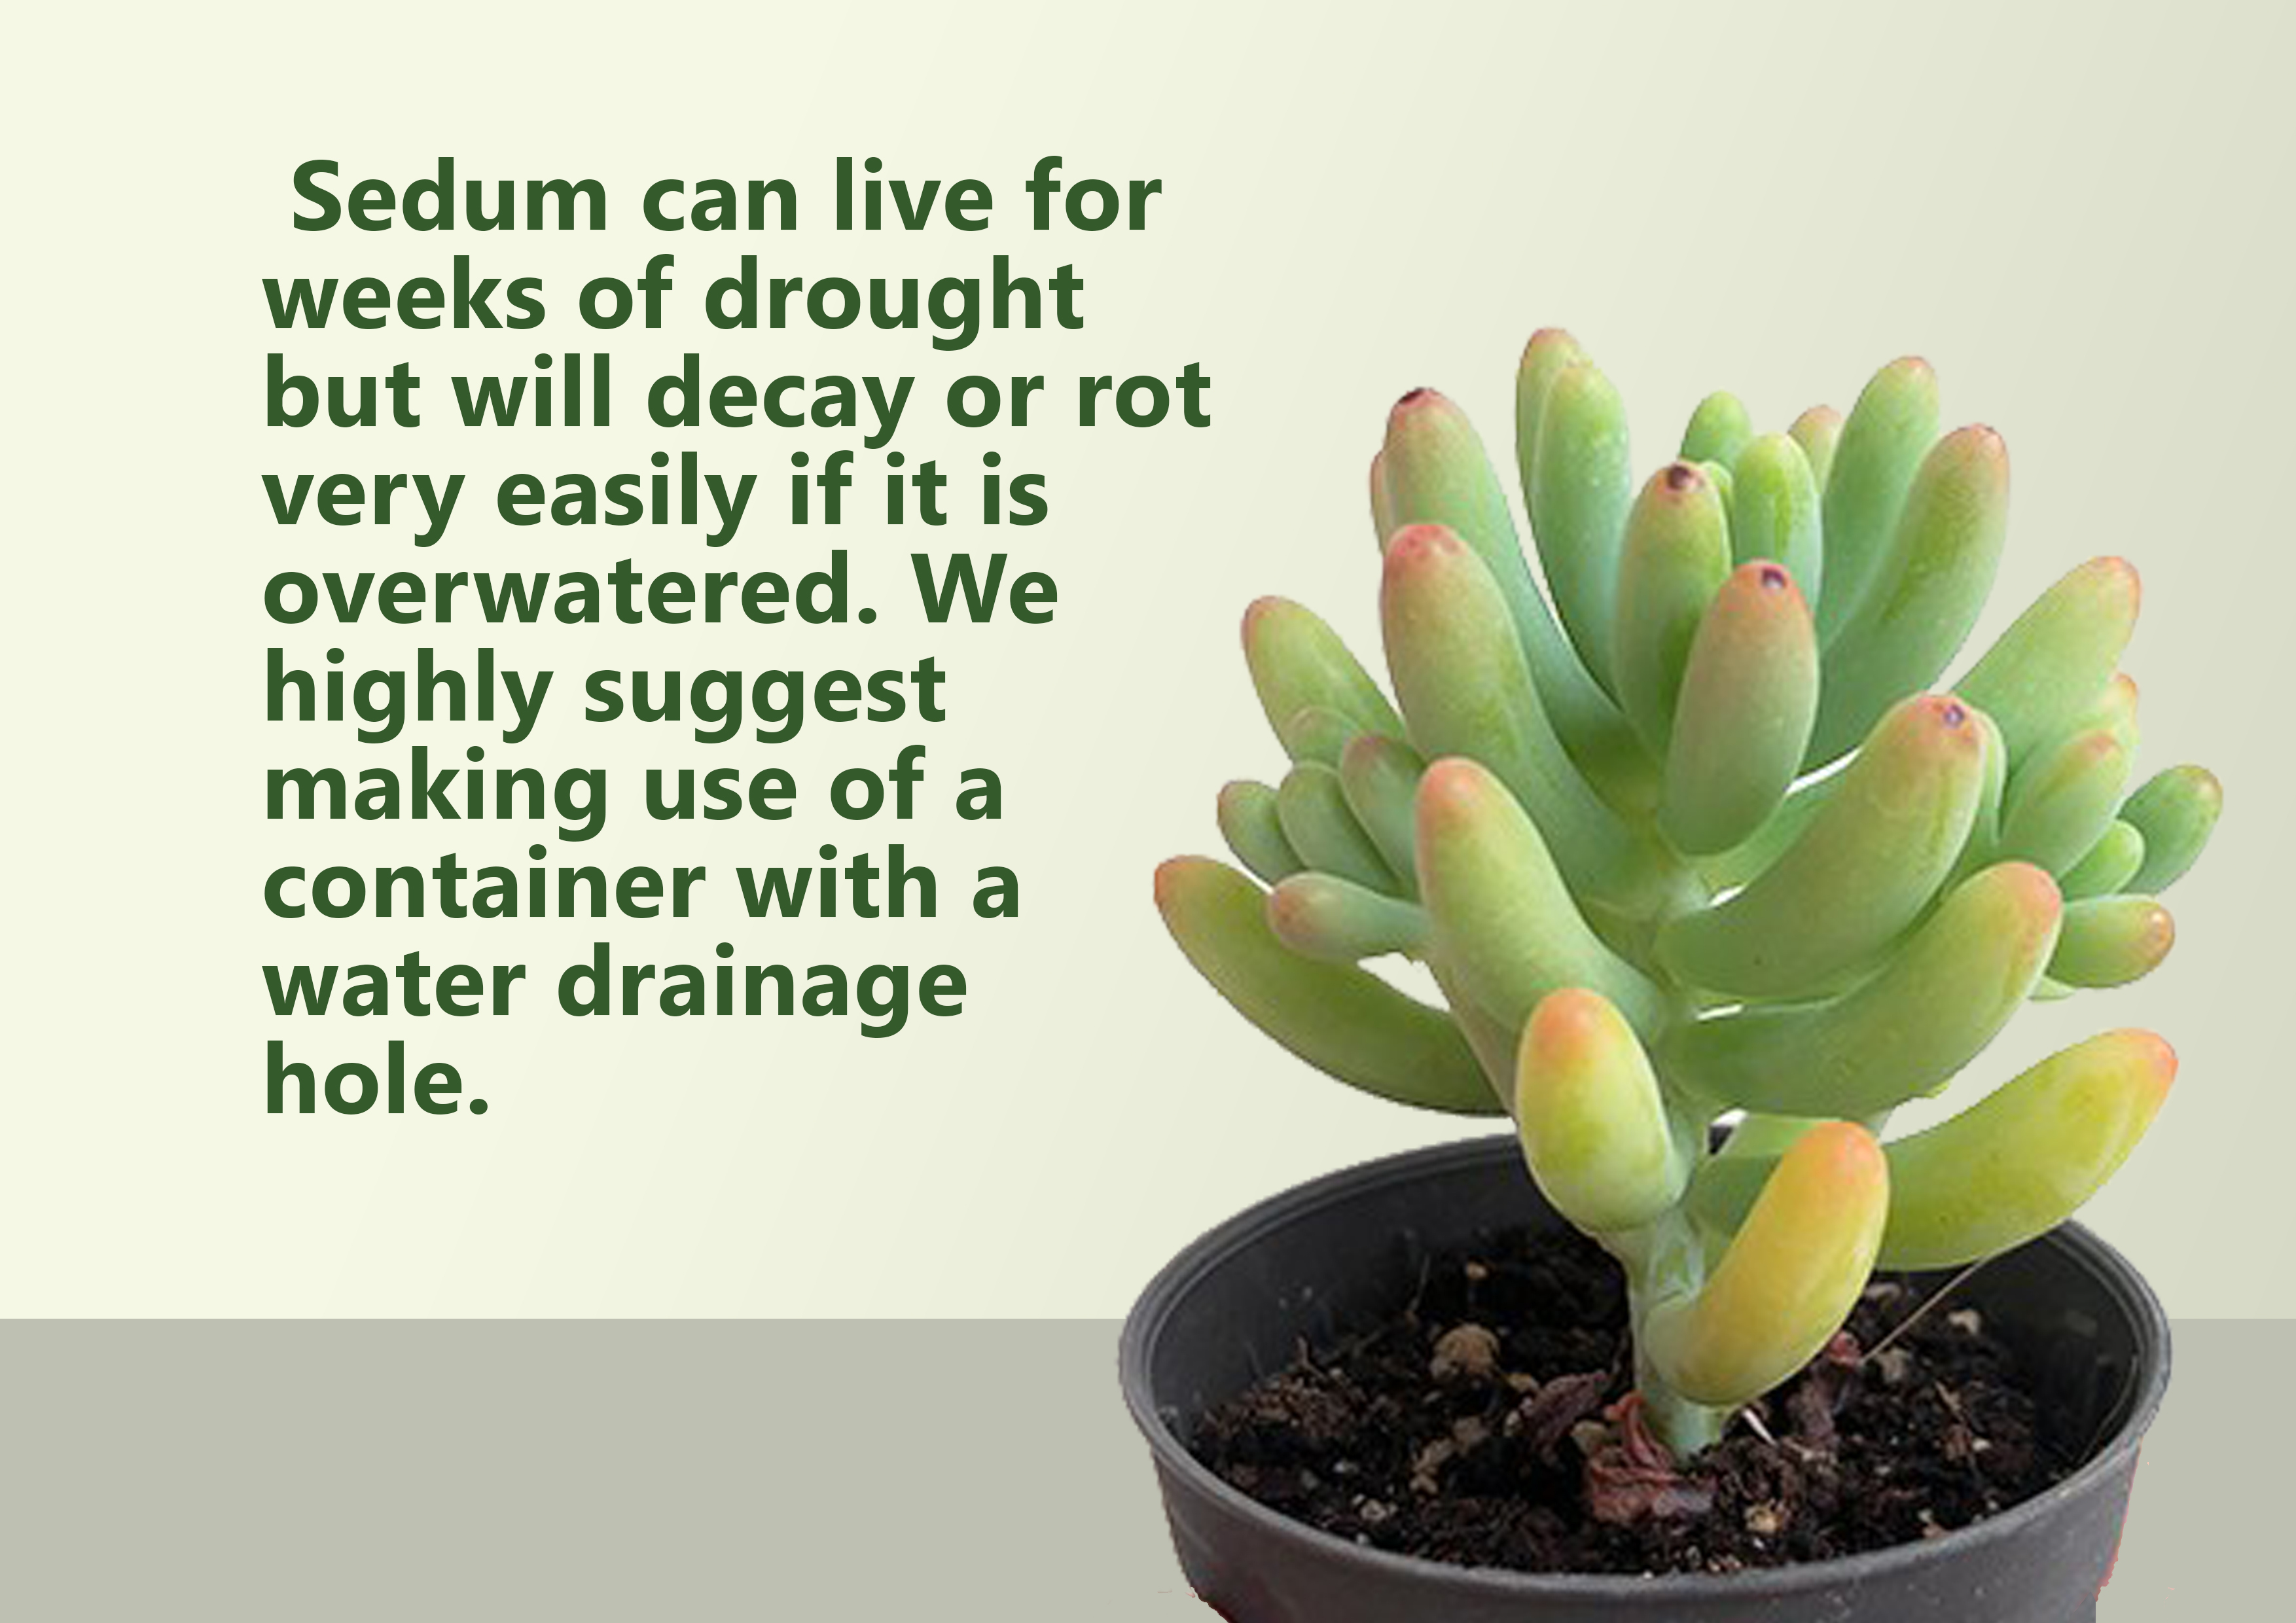 Sedum can live for
weeks of drought
but will decay or rot
very easily if it is
overwatered. We
highly suggest
making use of a
container with a
water drainage
hole.